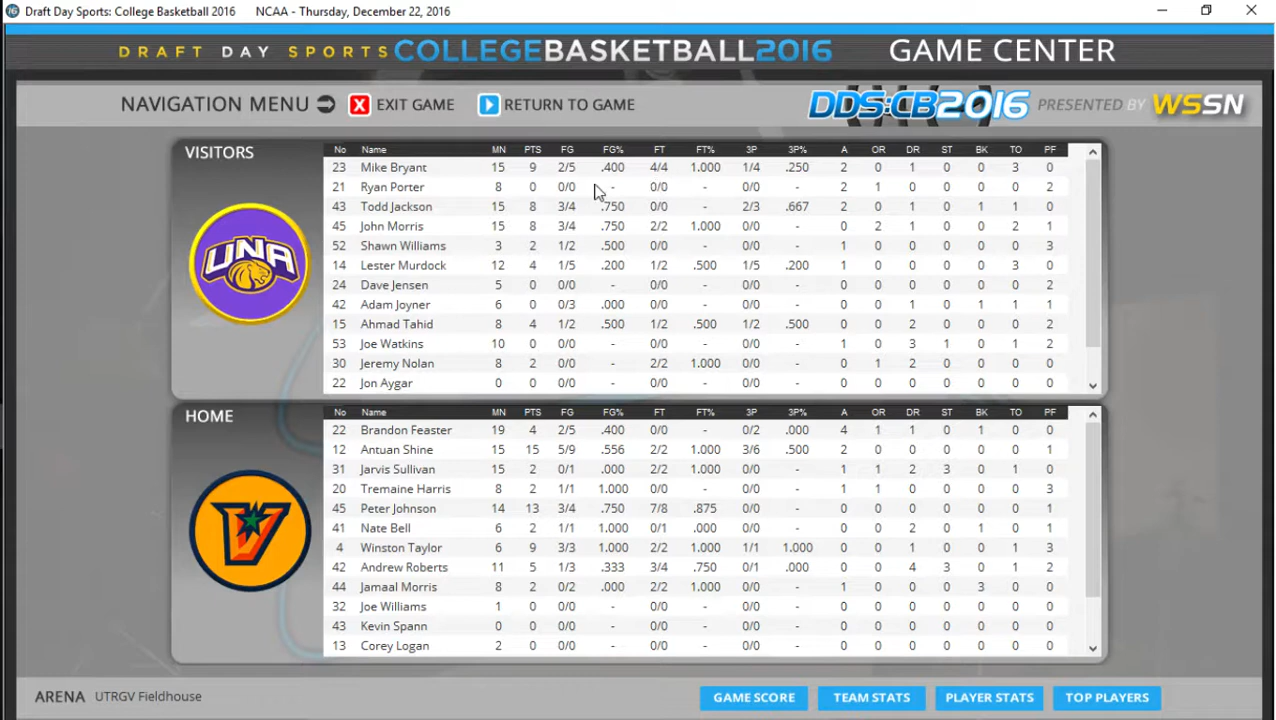 Draft Day Sports: College Basketball 2016 NCAA - Thursday, December 22, 2016
DRAFT DAY SPORTS COLLEGEBASKETBALL2016 GAME CENTER
NAVIGATION MENU X EXIT GAME RETURN TO GAME DDS:CB2016 PRESENTED BY WSSN
VISITORS
UNA
No Name MN PTS FG FG% FT FT% 3P 3P% A OR DR ST BK TO PF
23 Mike Bryant 15 9 2/5 .400 4/4 1.000 1/4 .250 2 0 1 0 0 3 0
21 Ryan Porter 8 0 0/0 - 0/0 - 0/0 - 2 1 0 0 0 0 2
43 Todd Jackson 15 8 3/4 .750 0/0 - 2/3 .667 2 0 1 0 1 1 0
45 John Morris 15 8 3/4 .750 2/2 1.000 0/0 - 0 2 1 0 0 2 1
52 Shawn Williams 3 2 1/2 .500 0/0 - 0/0 - 1 0 0 0 0 0 3
14 Lester Murdock 12 4 1/5 .200 1/2 .500 1/5 .200 1 0 0 0 0 3 0
24 Dave Jensen 5 0 0/0 - 0/0 - 0/0 - 0 0 0 0 0 0 2
42 Adam Joyner 6 0 0/3 .000 0/0 - 0/0 - 0 0 1 0 1 1 1
15 Ahmad Tahid 8 4 1/2 .500 1/2 .500 1/2 .500 0 0 2 0 0 0 2
53 Joe Watkins 10 0 0/0 - 0/0 - 0/0 - 1 0 3 1 0 1 2
30 Jeremy Nolan 8 2 0/0 - 2/2 1.000 0/0 - 0 1 2 0 0 0 0
22 Jon Aygar 0 0 0/0 - 0/0 - 0/0 - 0 0 0 0 0 0 0
HOME
V
No Name MN PTS FG FG% FT FT% 3P 3P% A OR DR ST BK TO PF
22 Brandon Feaster 19 4 2/5 .400 0/0 - 0/2 .000 4 1 1 0 1 0 0
12 Antuan Shine 15 15 5/9 .556 2/2 1.000 3/6 .500 2 0 0 0 0 0 1
31 Jarvis Sullivan 15 2 0/1 .000 2/2 1.000 0/0 - 1 1 2 3 0 1 0
20 Tremaine Harris 8 2 1/1 1.000 0/0 - 0/0 - 1 1 0 0 0 0 3
45 Peter Johnson 14 13 3/4 .750 7/8 .875 0/0 - 0 0 0 0 0 0 1
41 Nate Bell 6 2 1/1 1.000 0/1 .000 0/0 - 0 0 2 0 1 0 1
4 Winston Taylor 6 9 3/3 1.000 2/2 1.000 1/1 1.000 0 0 1 0 0 1 3
42 Andrew Roberts 11 5 1/3 .333 3/4 .750 0/1 .000 0 0 4 3 0 1 2
44 Jamaal Morris 8 2 0/2 .000 2/2 1.000 0/0 - 1 0 0 0 3 0 0
32 Joe Williams 1 0 0/0 - 0/0 - 0/0 - 0 0 0 0 0 0 0
43 Kevin Spann 0 0 0/0 - 0/0 - 0/0 - 0 0 0 0 0 0 0
13 Corey Logan 2 0 0/0 - 0/0 - 0/0 - 0 0 0 0 0 0 0
ARENA UTRGV Fieldhouse GAME SCORE TEAM STATS PLAYER STATS TOP PLAYERS